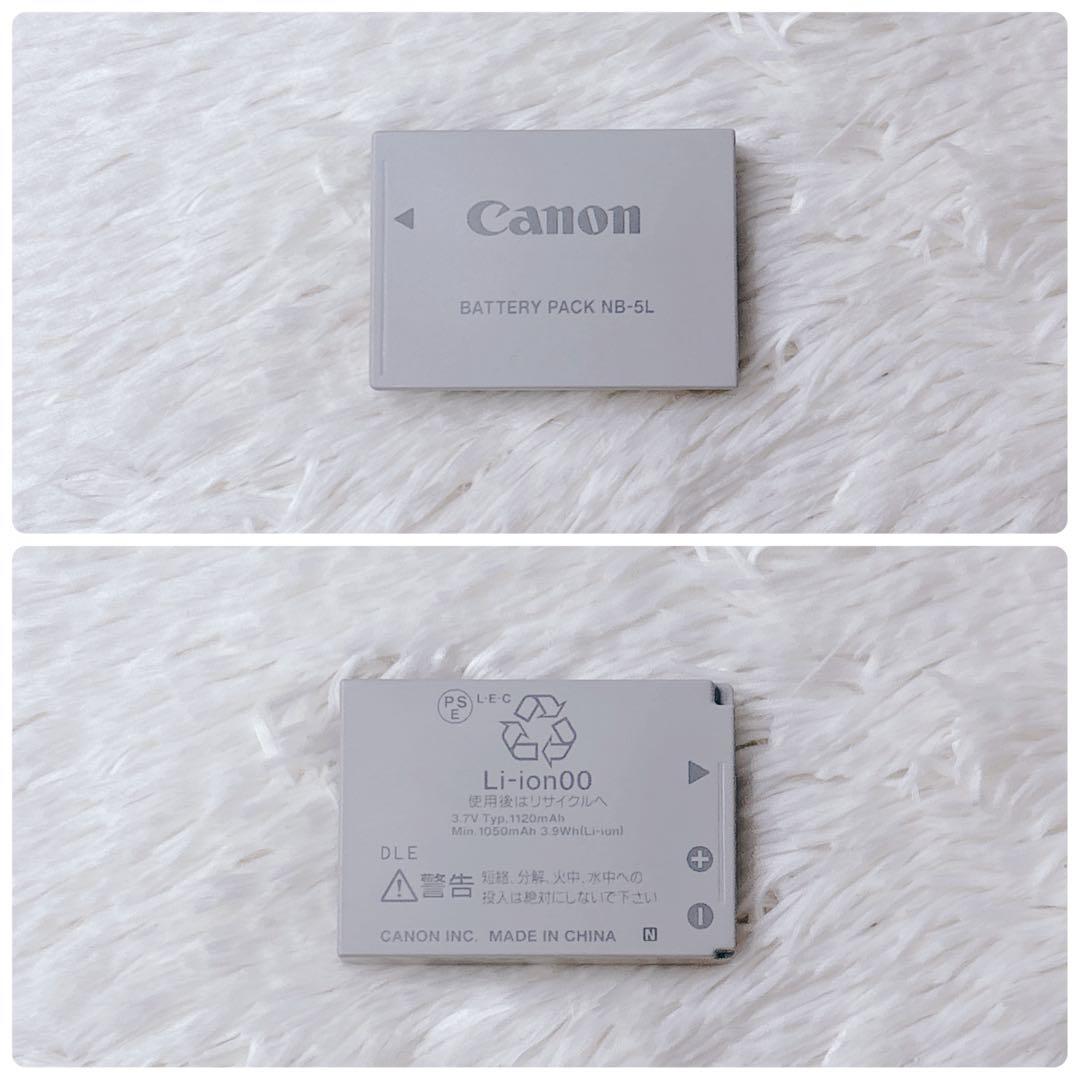 Canon
BATTERY PACK NB-5L
PS
E
L-E-C
Li-ion00
使用後はリサイクルへ
3.7V Typ.1120mAh
Min.1050mAh 3.9Wh(Li-ion)
DLE
警告 短絡、分解、火中、水中への
投入は絶対にしないで下さい
CANON INC. MADE IN CHINA N